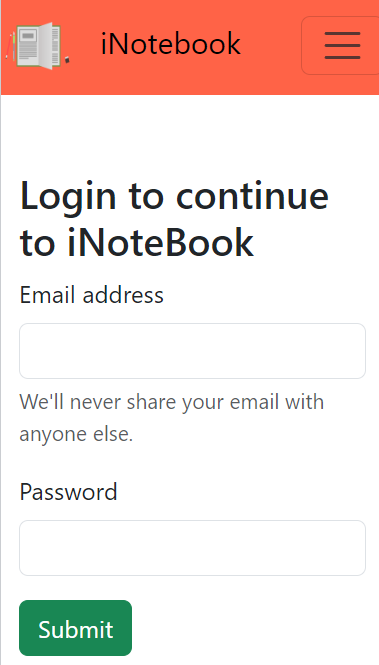 iNotebook
Login to continue
to iNoteBook
Email address
We'll never share your email with
anyone else.
Password
Submit